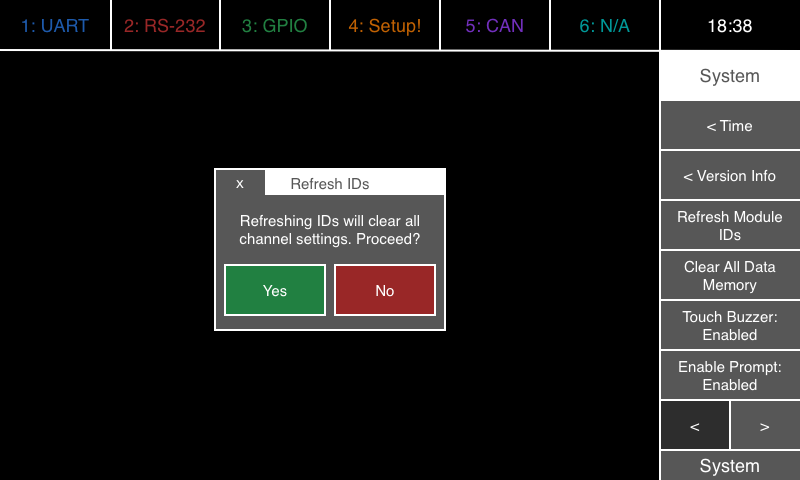 1: UART
2: RS-232
3: GPIO
4: Setup!
5: CAN
6: N/A
18:38
System
< Time
< Version Info
Refresh Module
IDs
Clear All Data
Memory
Touch Buzzer:
Enabled
Enable Prompt:
Enabled
<
>
System
x
Refresh IDs
Refreshing IDs will clear all
channel settings. Proceed?
Yes
No